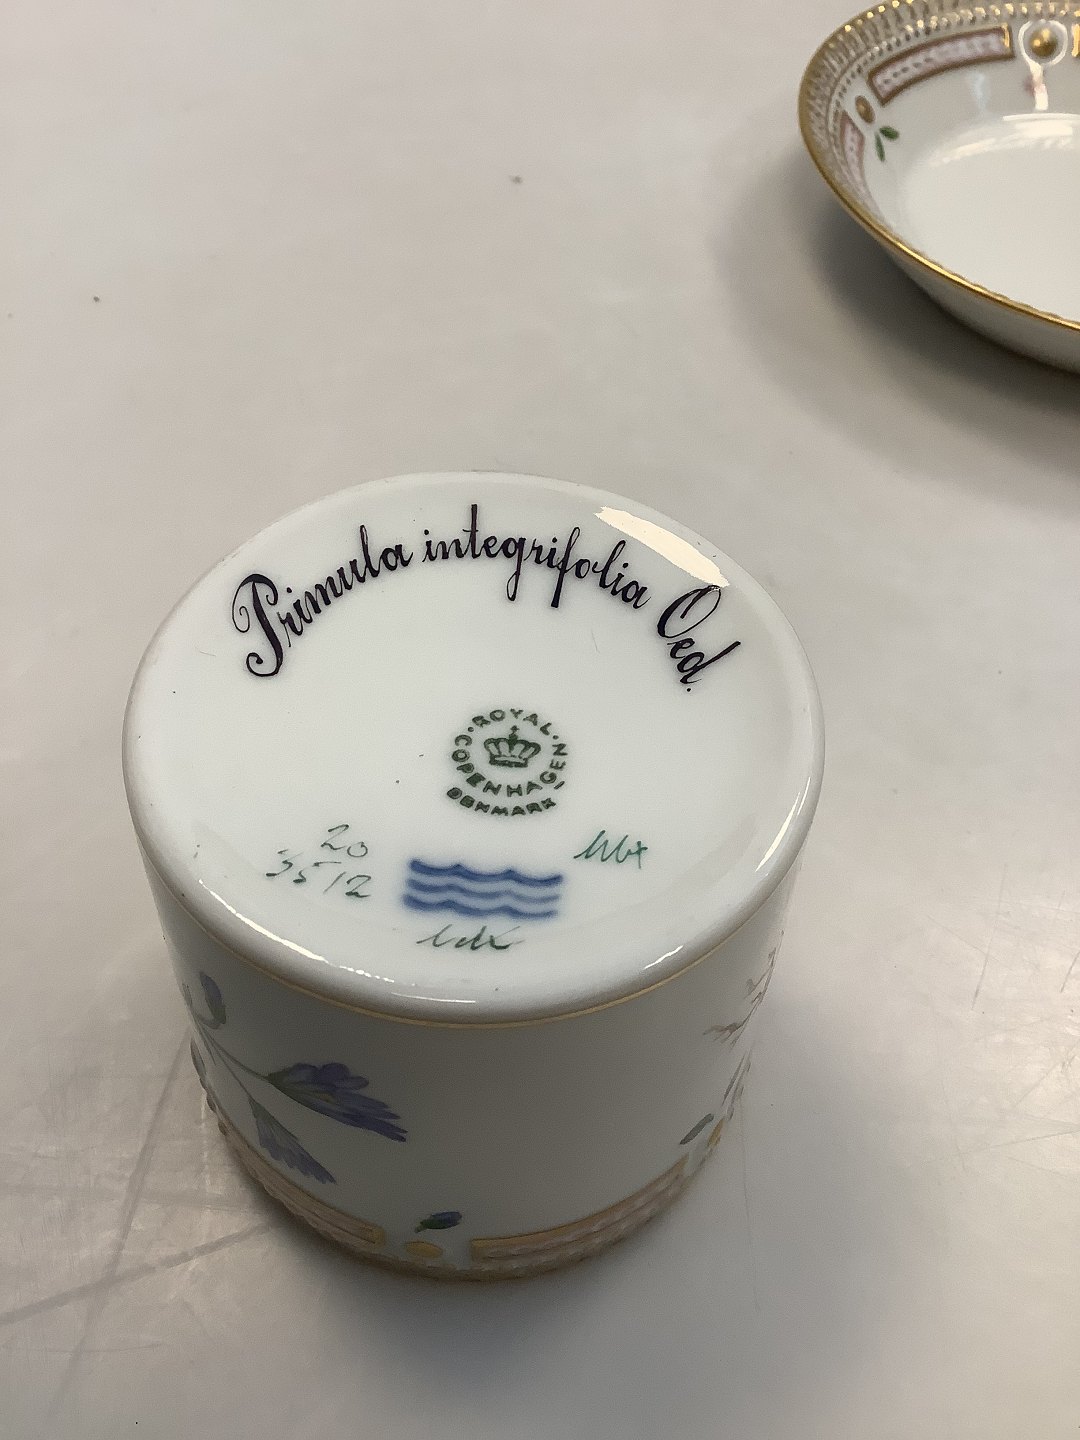 Primula integrifolia Oed.
ROYAL
COPENHAGEN
DENMARK
20
3512